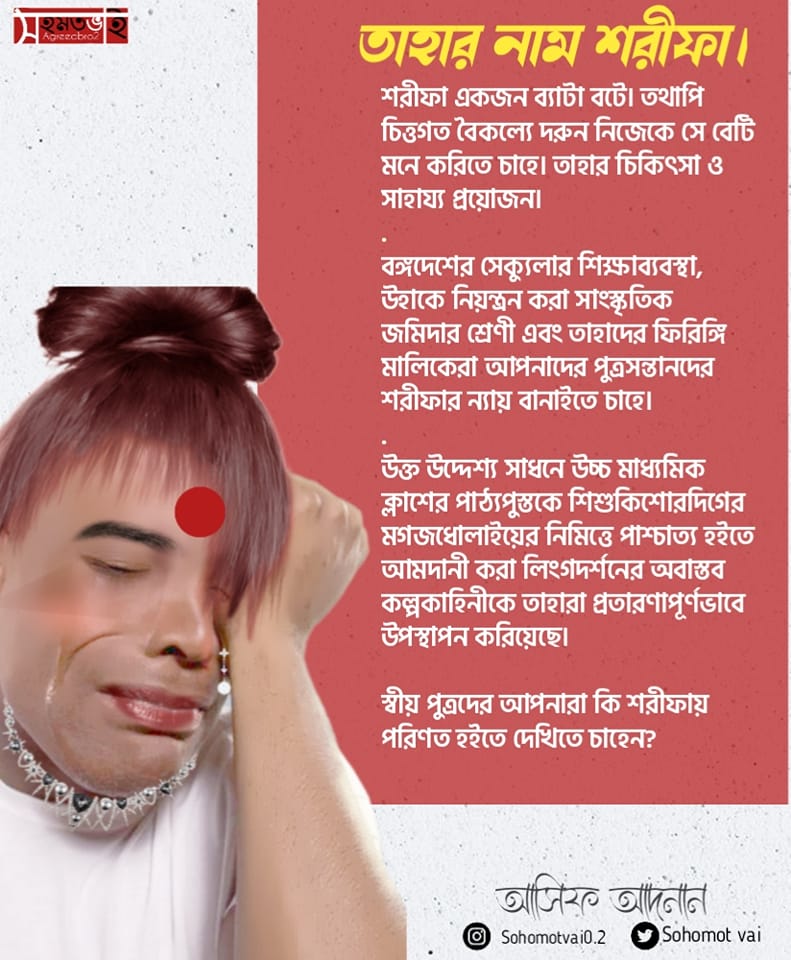 সহমতভাই
Agreecbro2
তাহার নাম শরীফা।
শরীফা একজন ব্যাটা বটে। তথাপি
চিত্তগত বৈকল্যে দরুন নিজেকে সে বেটি
মনে করিতে চাহে। তাহার চিকিৎসা ও
সাহায্য প্রয়োজন।
.
বঙ্গদেশের সেক্যুলার শিক্ষাব্যবস্থা,
উহাকে নিয়ন্ত্রন করা সাংস্কৃতিক
জমিদার শ্রেণী এবং তাহাদের ফিরিঙ্গি
মালিকেরা আপনাদের পুত্রসন্তানদের
শরীফার ন্যায় বানাইতে চাহে।
.
উক্ত উদ্দেশ্য সাধনে উচ্চ মাধ্যমিক
ক্লাশের পাঠ্যপুস্তকে শিশুকিশোরদিগের
মগজধোলাইয়ের নিমিত্তে পাশ্চাত্য হইতে
আমদানী করা লিংগদর্শনের অবাস্তব
কল্পকাহিনীকে তাহারা প্রতারণাপূর্ণভাবে
উপস্থাপন করিয়েছে।
স্বীয় পুত্রদের আপনারা কি শরীফায়
পরিণত হইতে দেখিতে চাহেন?
আসিফ আদনান
Sohomotvai0.2 Sohomot vai